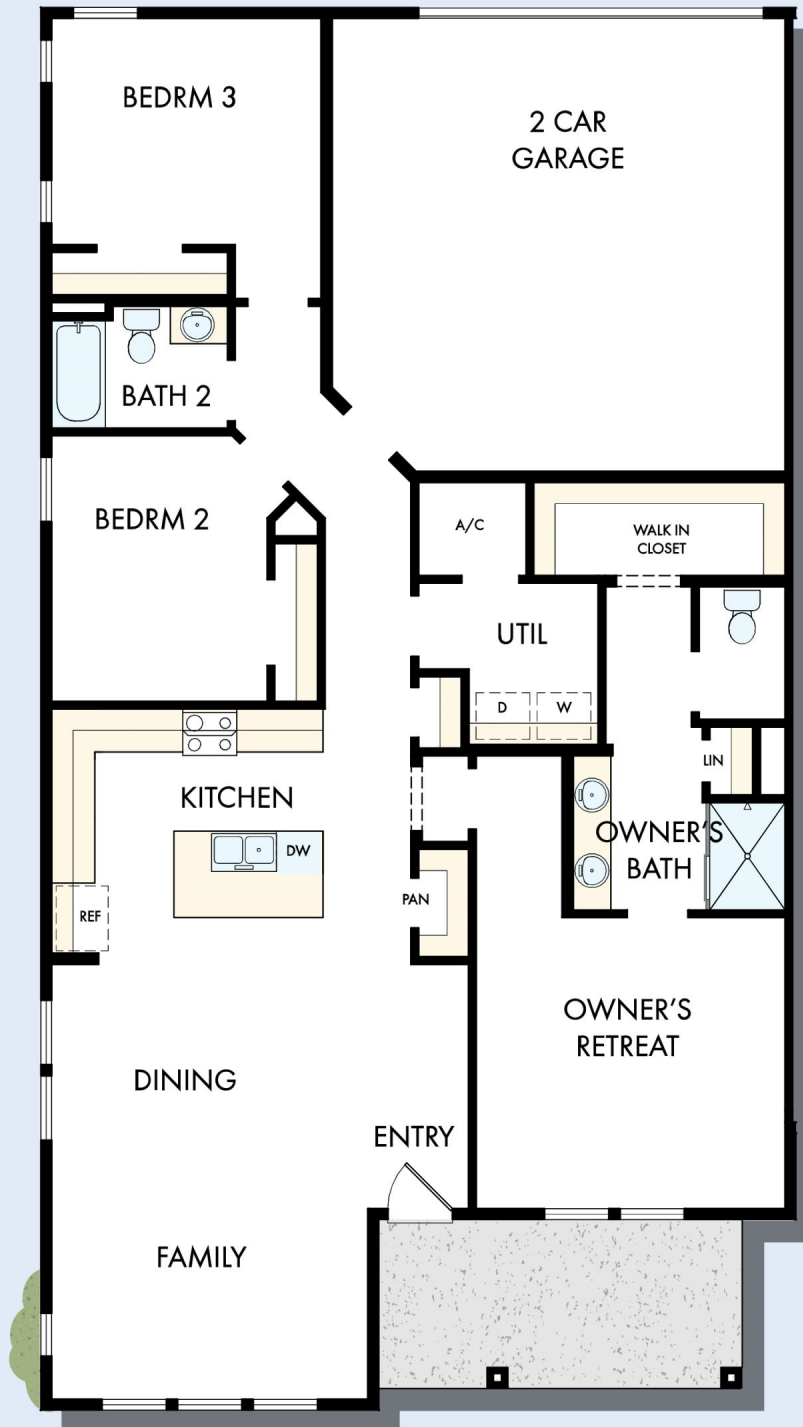 BEDRM 3
2 CAR
GARAGE
BATH 2
BEDRM 2
A/C
WALK IN
CLOSET
UTIL
D
W
KITCHEN
LIN
OWNER'S
BATH
DW
PAN
REF
OWNER'S
RETREAT
DINING
ENTRY
FAMILY